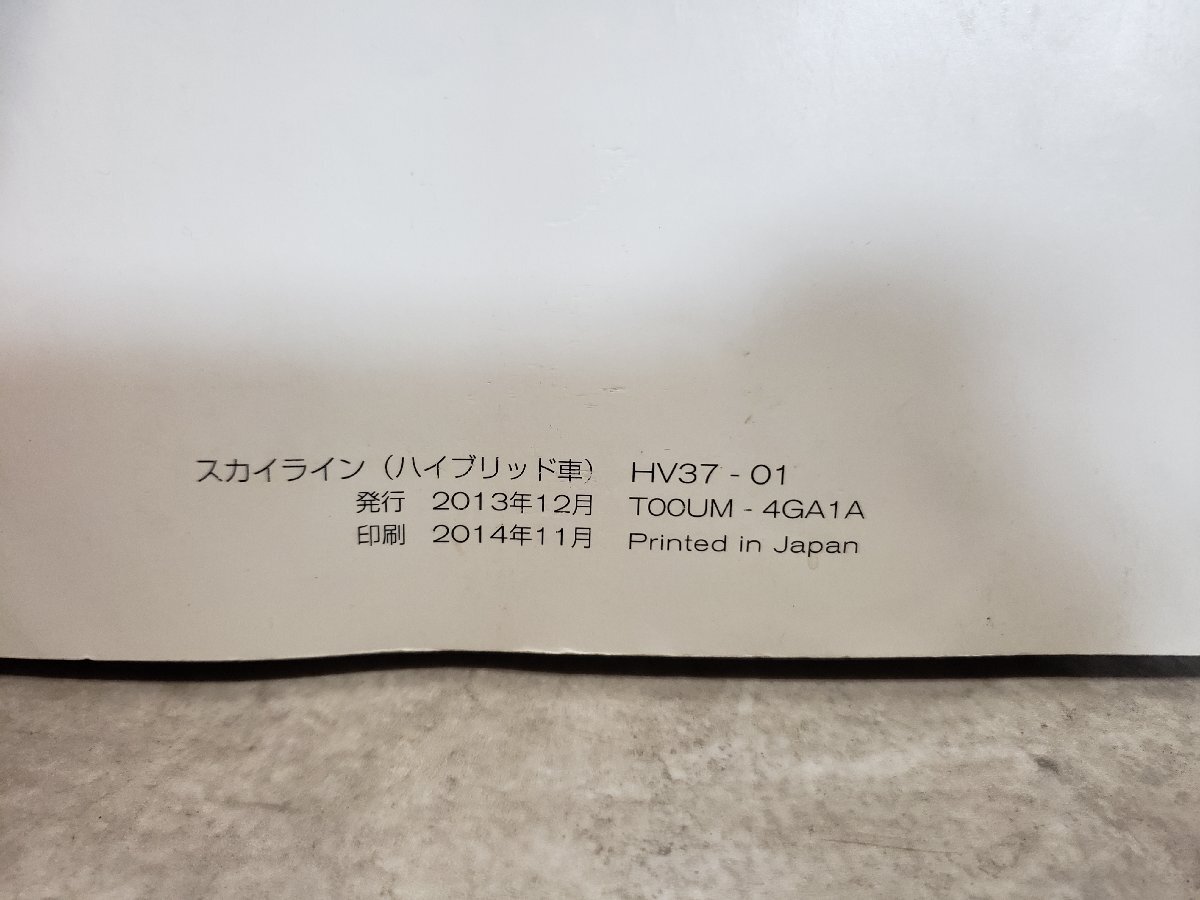 スカイライン（ハイブリッド車） HV37 - 01
発行 2013年12月 T00UM - 4GA1A
印刷 2014年11月 Printed in Japan